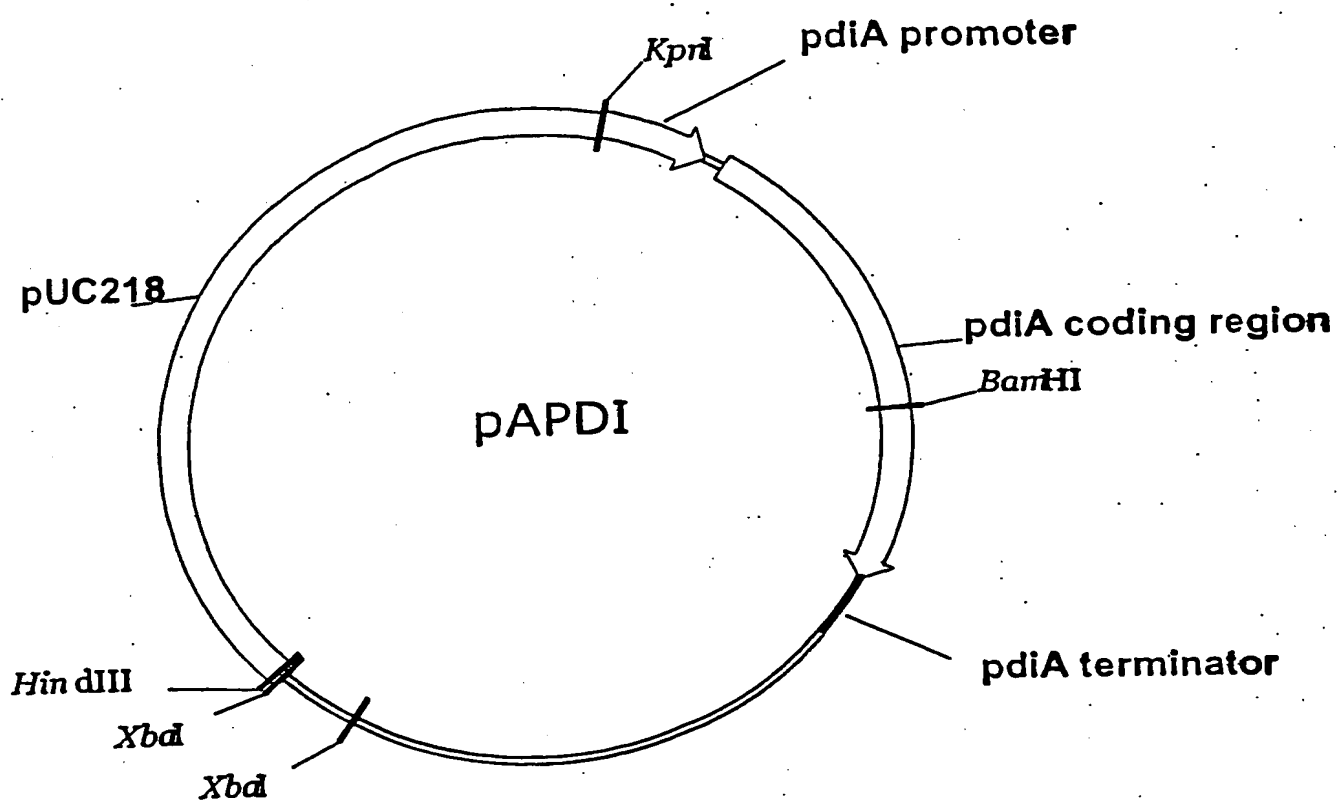 KpnI
pdiA promoter
pUC218
pdiA coding region
BamHI
pAPDI
pdiA terminator
Hin dIII
XbaI
XbaI